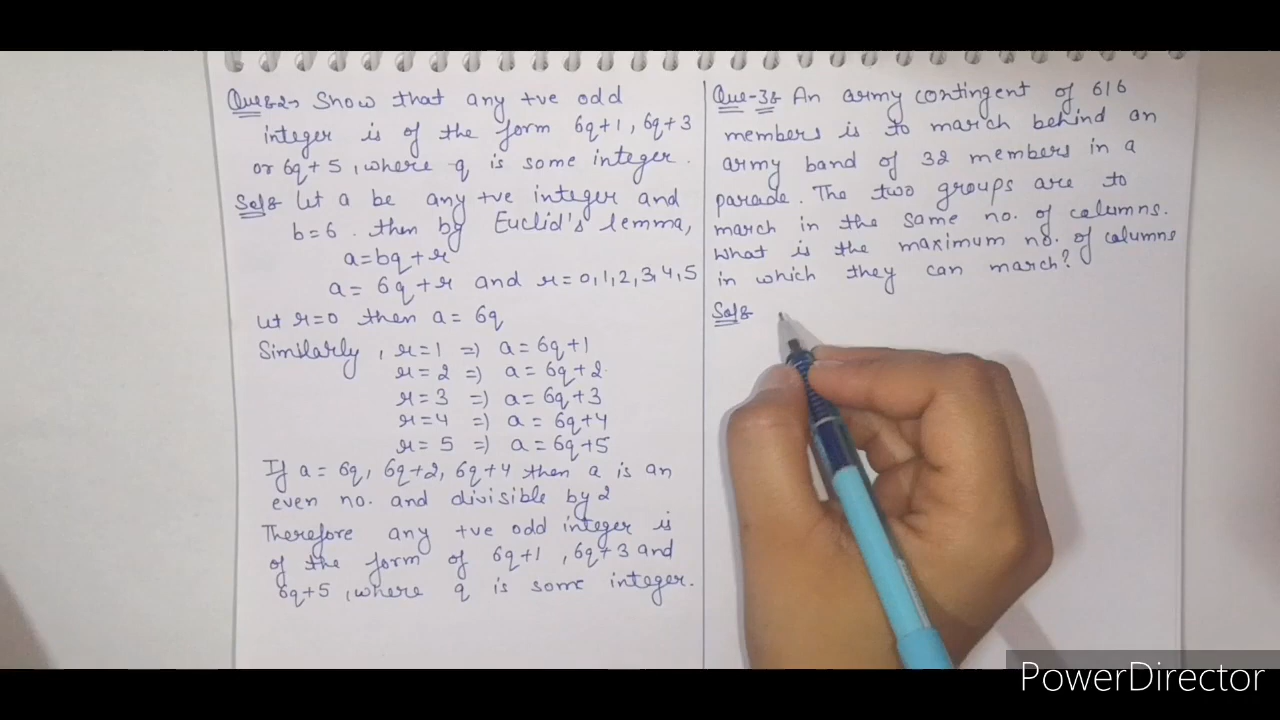 Que:2→ Show that any +ve odd
integer is of the form 6q+1, 6q+3
or 6q+5, where q is some integer.
Sol: Let a be any +ve integer and
b=6. then by Euclid's lemma,
a=bq+r
a= 6q+r and r=0,1,2,3,4,5
Let r=0 then a= 6q
Similarly, r=1 => a=6q+1
r=2 => a=6q+2
r=3 => a=6q+3
r=4 => a= 6q+4
r= 5 => a=6q+5
If a= 6q, 6q+2, 6q+4 then a is an
even no. and divisible by 2
Therefore any +ve odd integer is
of the form of 6q+1, 6q+3 and
6q+5, where q is some integer.
Que-3: An army contingent of 616
members is to march behind an
army band of 32 members in a
parade. The two groups are to
march in the same no. of columns.
What is the maximum no. of columns
in which they can march?
Sol:
PowerDirector